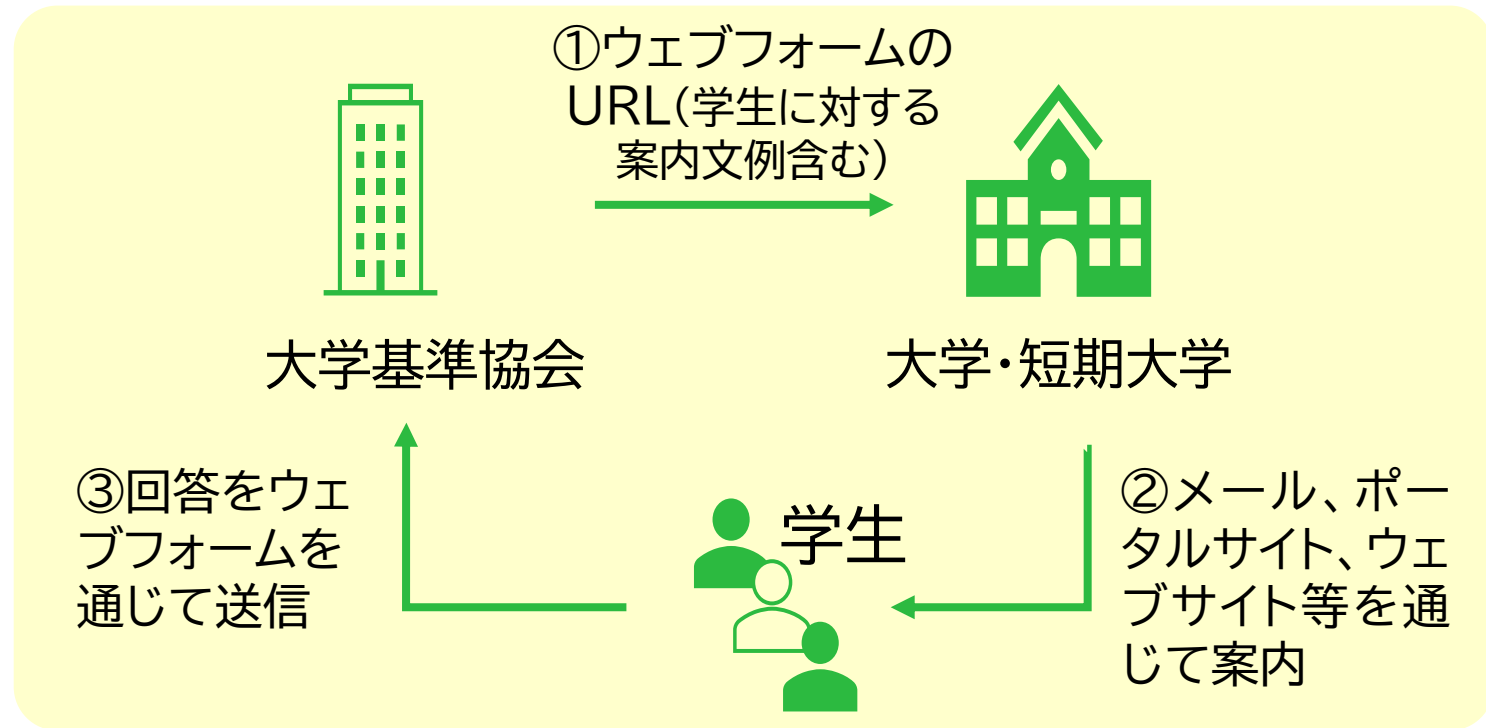 ①ウェブフォームの
URL(学生に対する
案内文例含む)
大学基準協会
大学・短期大学
③回答をウェ
ブフォームを
通じて送信
学生
②メール、ポー
タルサイト、ウェ
ブサイト等を通
じて案内